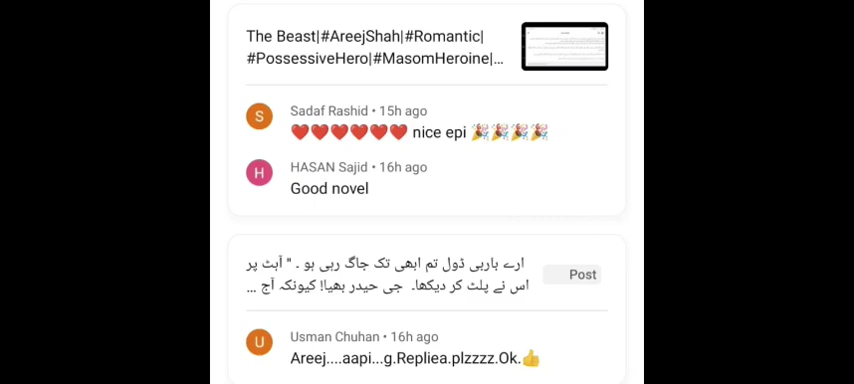 The Beast|#AreejShah|#Romantic|
#PossessiveHero|#MasomHeroine|...
Sadaf Rashid • 15h ago
❤️❤️❤️❤️❤️❤️ nice epi 🎉🎉🎉🎉
HASAN Sajid • 16h ago
Good novel
ارے باربی ڈول تم ابھی تک جاگ رہی ہو ۔ " آہٹ پر
اس نے پلٹ کر دیکھا۔ جی حیدر بھیا! کیونکہ آج ...
Post
Usman Chuhan • 16h ago
Areej....aapi...g.Repliea.plzzzz.Ok.👍